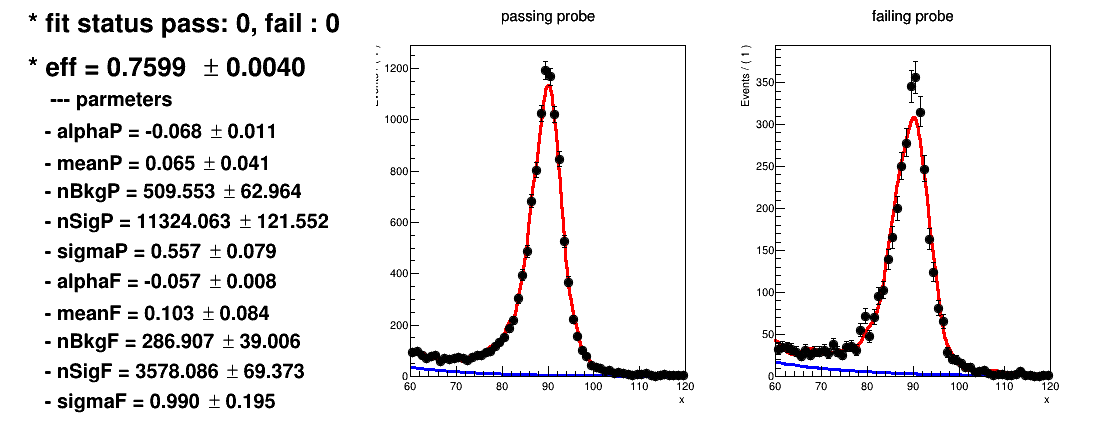 * fit status pass: 0, fail : 0
* eff = 0.7599 ± 0.0040
--- parmeters
- alphaP = -0.068 ± 0.011
- meanP = 0.065 ± 0.041
- nBkgP = 509.553 ± 62.964
- nSigP = 11324.063 ± 121.552
- sigmaP = 0.557 ± 0.079
- alphaF = -0.057 ± 0.008
- meanF = 0.103 ± 0.084
- nBkgF = 286.907 ± 39.006
- nSigF = 3578.086 ± 69.373
- sigmaF = 0.990 ± 0.195
passing probe
1200
1000
800
600
400
200
0
60 70 80 90 100 110 120
x
failing probe
Events / ( 1 )
350
300
250
200
150
100
50
0
60 70 80 90 100 110 120
x